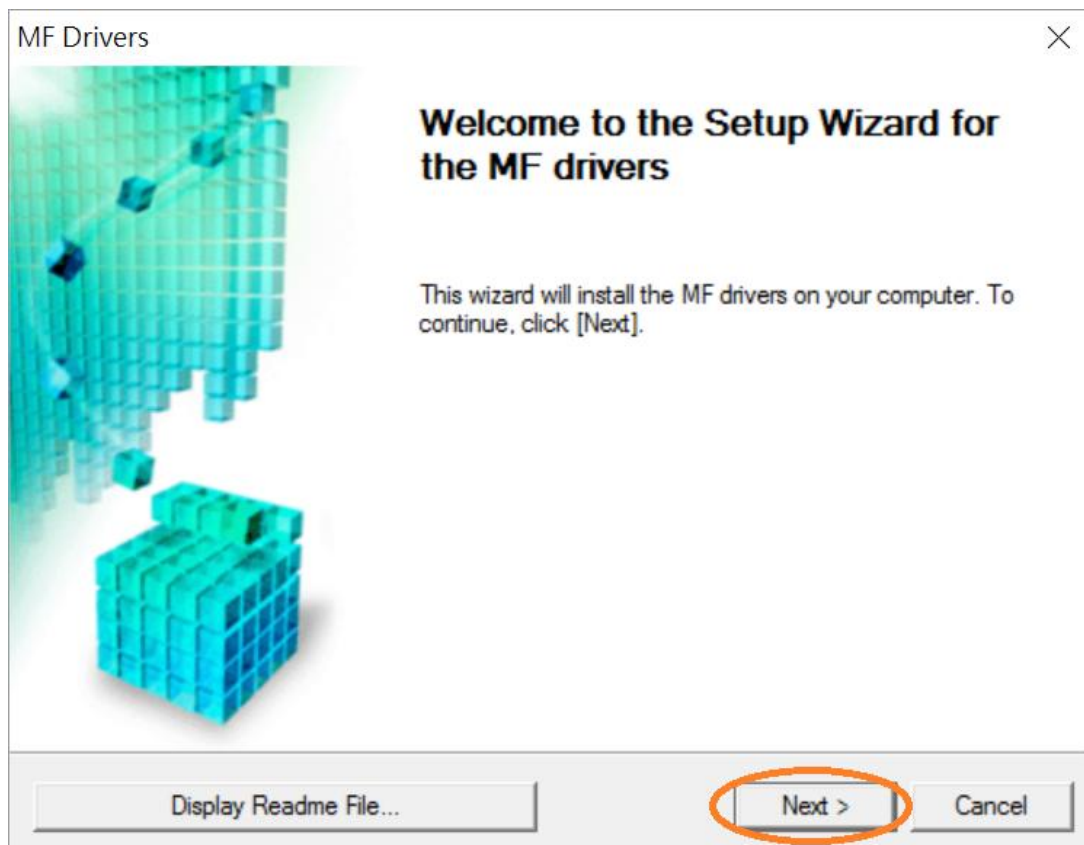 MF Drivers
Welcome to the Setup Wizard for
the MF drivers
This wizard will install the MF drivers on your computer. To
continue, click [Next].
Display Readme File...
Next >
Cancel